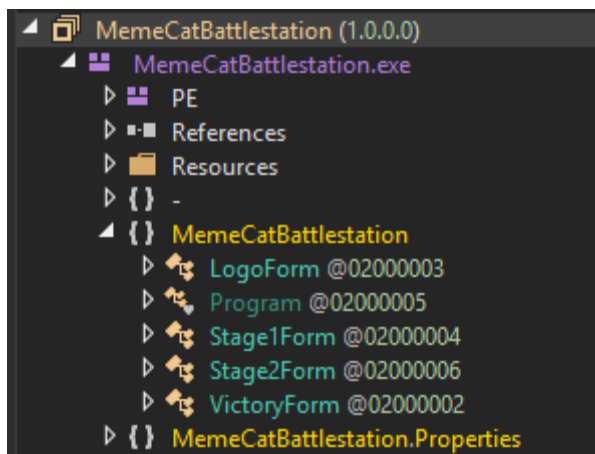 MemeCatBattlestation (1.0.0.0)
MemeCatBattlestation.exe
PE
References
Resources
{ } -
{ } MemeCatBattlestation
LogoForm @02000003
Program @02000005
Stage1Form @02000004
Stage2Form @02000006
VictoryForm @02000002
{ } MemeCatBattlestation.Properties